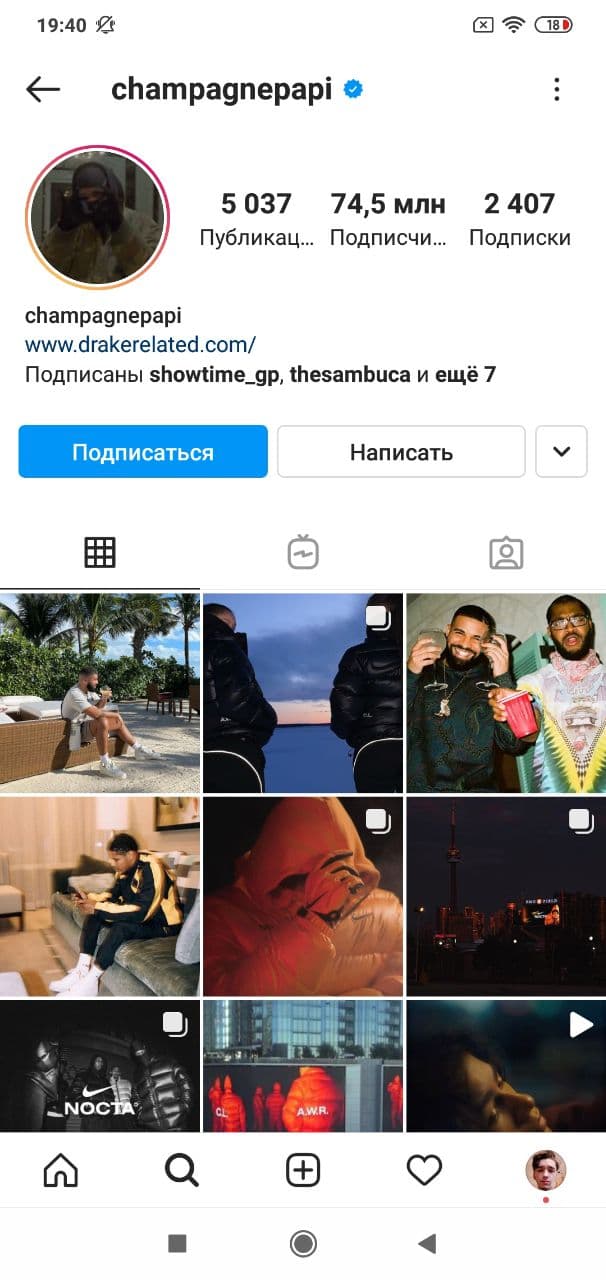 19:40
18
champagnepapi
5 037 74,5 млн 2 407
Публикац... Подписчи... Подписки
champagnepapi
www.drakerelated.com/
Подписаны showtime_gp, thesambuca и ещё 7
Подписаться Написать
NOCTA
C.L. A.W.R.